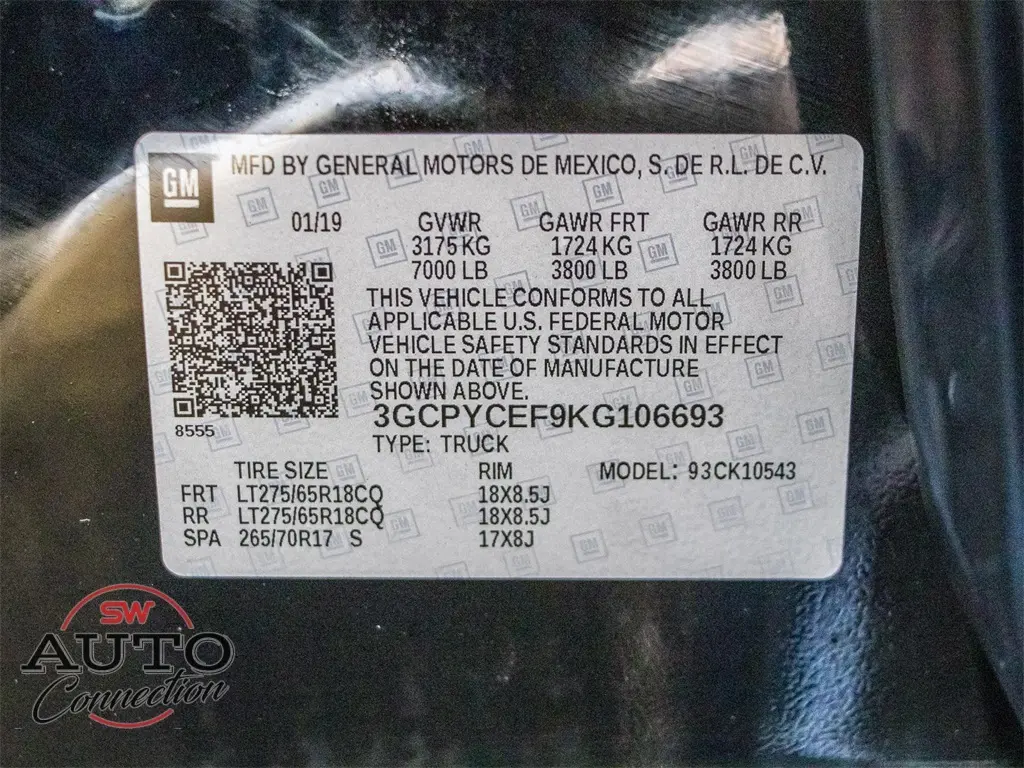 GM
MFD BY GENERAL MOTORS DE MEXICO, S. DE R.L. DE C.V.
01/19 GVWR GAWR FRT GAWR RR
3175 KG 1724 KG 1724 KG
7000 LB 3800 LB 3800 LB
THIS VEHICLE CONFORMS TO ALL
APPLICABLE U.S. FEDERAL MOTOR
VEHICLE SAFETY STANDARDS IN EFFECT
ON THE DATE OF MANUFACTURE
SHOWN ABOVE.
8555
3GCPYCEF9KG106693
TYPE: TRUCK
TIRE SIZE RIM MODEL: 93CK10543
FRT LT275/65R18CQ 18X8.5J
RR LT275/65R18CQ 18X8.5J
SPA 265/70R17 S 17X8J
SW
AUTO
Connection